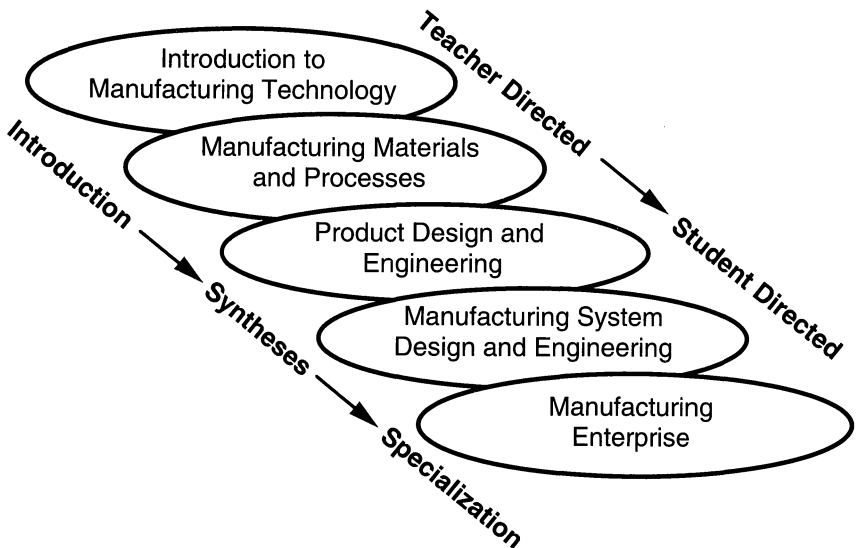 Introduction to
Manufacturing Technology
Manufacturing Materials
and Processes
Product Design and
Engineering
Manufacturing System
Design and Engineering
Manufacturing
Enterprise
Teacher Directed
Student Directed
Introduction
Syntheses
Specialization